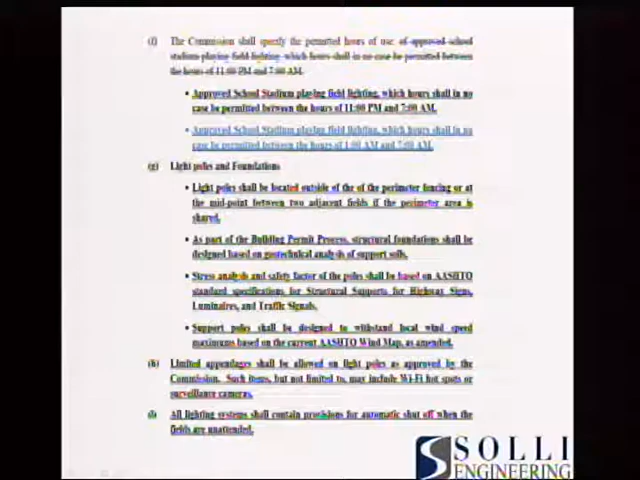 (f) The Commission shall specify the permitted hours of use of approved school
stadium playing field lighting, which hours shall in no case be permitted between
the hours of 11:00 PM and 7:00 AM.
• Approved School Stadium playing field lighting, which hours shall in no
case be permitted between the hours of 11:00 PM and 7:00 AM.
• Approved School Stadium playing field lighting, which hours shall in no
case be permitted between the hours of 1:00 AM and 7:00 AM.
(g) Light poles and Foundations
• Light poles shall be located outside of the of the perimeter fencing or at
the mid-point between two adjacent fields if the perimeter area is
shared.
• As part of the Building Permit Process, structural foundations shall be
designed based on geotechnical analysis of support soils.
• Stress analysis and safety factor of the poles shall be based on AASHTO
standard specifications for Structural Supports for Highway Signs,
Luminaires, and Traffic Signals.
• Support poles shall be designed to withstand local wind speed
maximums based on the current AASHTO Wind Map, as amended.
(h) Limited appendages shall be allowed on light poles as approved by the
Commission. Such items, but not limited to, may include Wi-Fi hot spots or
surveillance cameras.
(i) All lighting systems shall contain provisions for automatic shut off when the
fields are unattended.
SOLLI
ENGINEERING